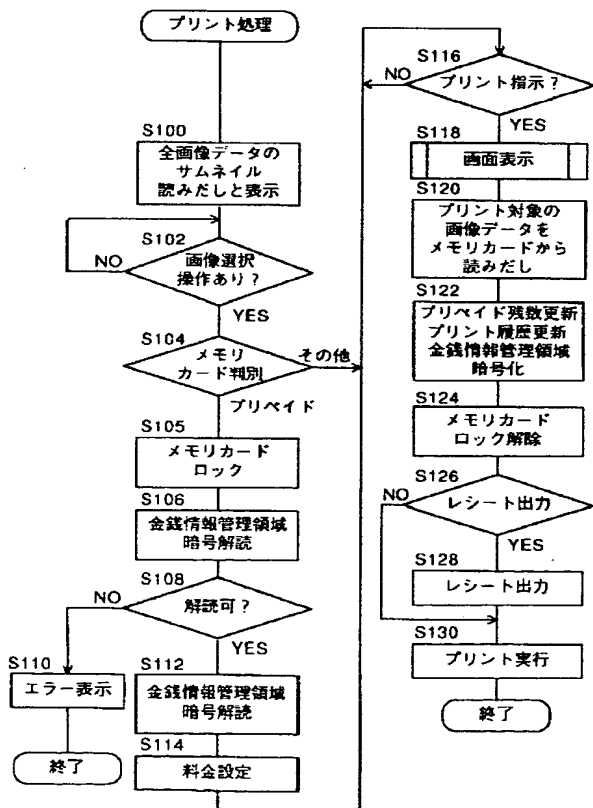 プリント処理
S100
全画像データの
サムネイル
読みだしと表示
S102
画像選択
操作あり?
NO
YES
S104
メモリ
カード判別
その他
プリペイド
S105
メモリカード
ロック
S106
金銭情報管理領域
暗号解読
S108
解読可?
NO
YES
S110
エラー表示
終了
S112
金銭情報管理領域
暗号解読
S114
料金設定
S116
プリント指示?
NO
YES
S118
画面表示
S120
プリント対象の
画像データを
メモリカードから
読みだし
S122
プリペイド残数更新
プリント履歴更新
金銭情報管理領域
暗号化
S124
メモリカード
ロック解除
S126
レシート出力
NO
YES
S128
レシート出力
S130
プリント実行
終了